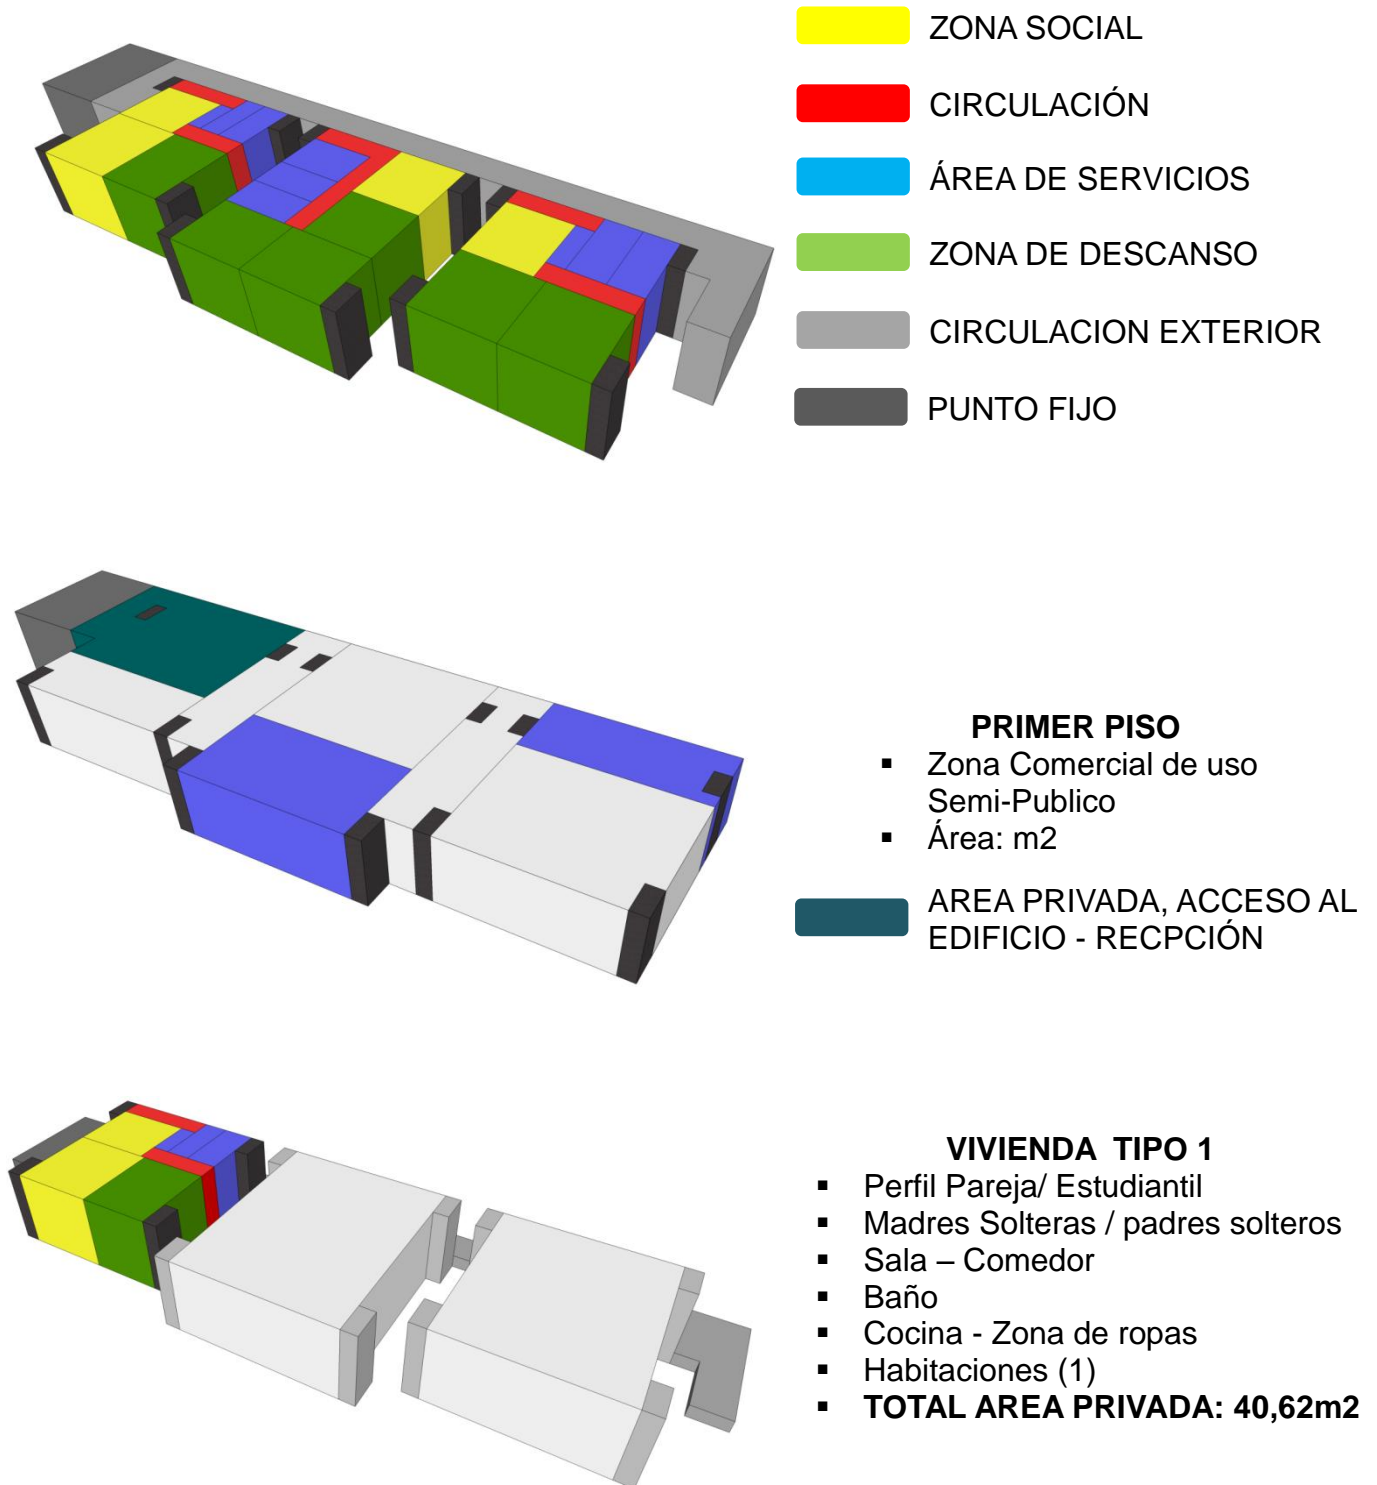 ZONA SOCIAL
CIRCULACIÓN
ÁREA DE SERVICIOS
ZONA DE DESCANSO
CIRCULACION EXTERIOR
PUNTO FIJO
PRIMER PISO
▪ Zona Comercial de uso
Semi-Publico
▪ Área: m2
AREA PRIVADA, ACCESO AL
EDIFICIO - RECPCIÓN
VIVIENDA TIPO 1
▪ Perfil Pareja/ Estudiantil
▪ Madres Solteras / padres solteros
▪ Sala – Comedor
▪ Baño
▪ Cocina - Zona de ropas
▪ Habitaciones (1)
▪ TOTAL AREA PRIVADA: 40,62m2